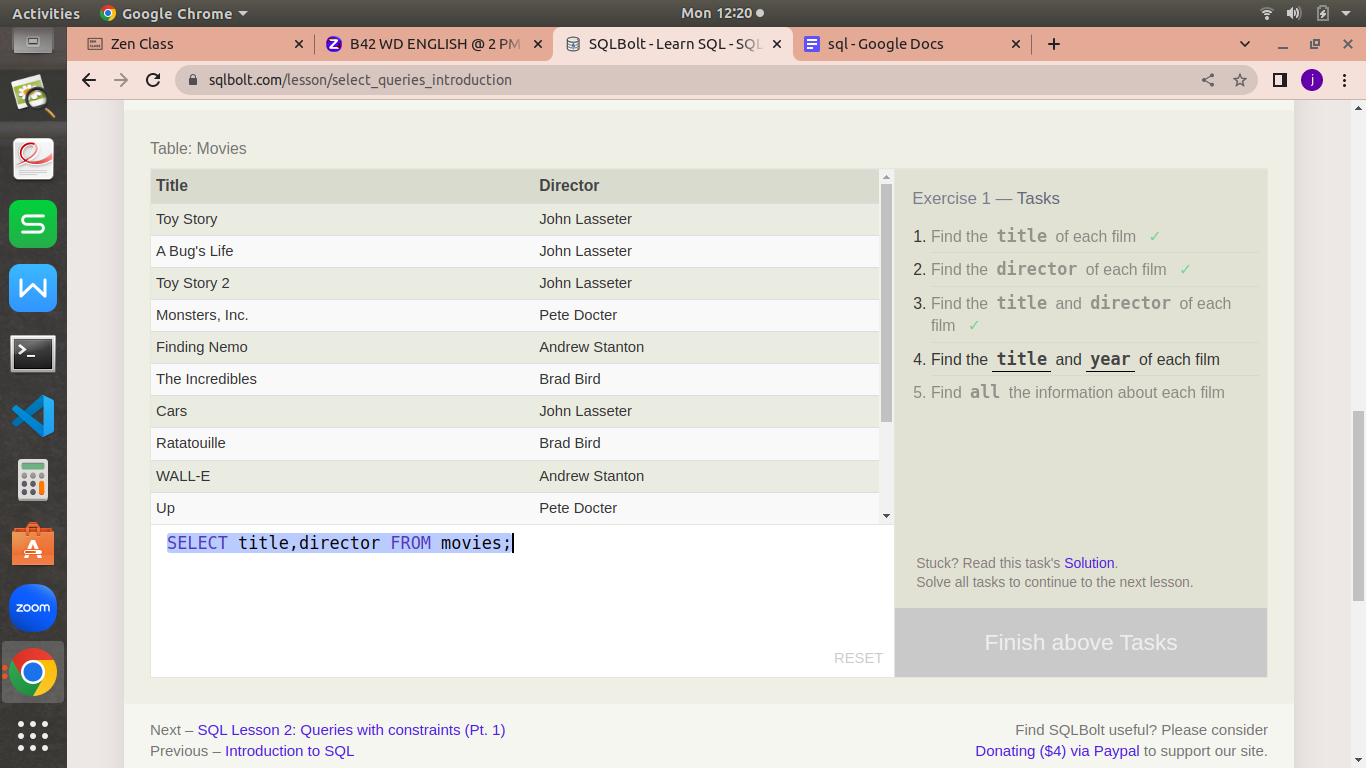 Activities Google Chrome Mon 12:20
Zen Class B42 WD ENGLISH @ 2 PM SQLBolt - Learn SQL - SQL sql - Google Docs
sqlbolt.com/lesson/select_queries_introduction j
Table: Movies
Title Director
Toy Story John Lasseter
A Bug's Life John Lasseter
Toy Story 2 John Lasseter
Monsters, Inc. Pete Docter
Finding Nemo Andrew Stanton
The Incredibles Brad Bird
Cars John Lasseter
Ratatouille Brad Bird
WALL-E Andrew Stanton
Up Pete Docter
SELECT title,director FROM movies;
RESET
Exercise 1 — Tasks
1. Find the title of each film ✓
2. Find the director of each film ✓
3. Find the title and director of each
film ✓
4. Find the title and year of each film
5. Find all the information about each film
Stuck? Read this task's Solution.
Solve all tasks to continue to the next lesson.
Finish above Tasks
Next – SQL Lesson 2: Queries with constraints (Pt. 1)
Previous – Introduction to SQL
Find SQLBolt useful? Please consider
Donating ($4) via Paypal to support our site.
zoom